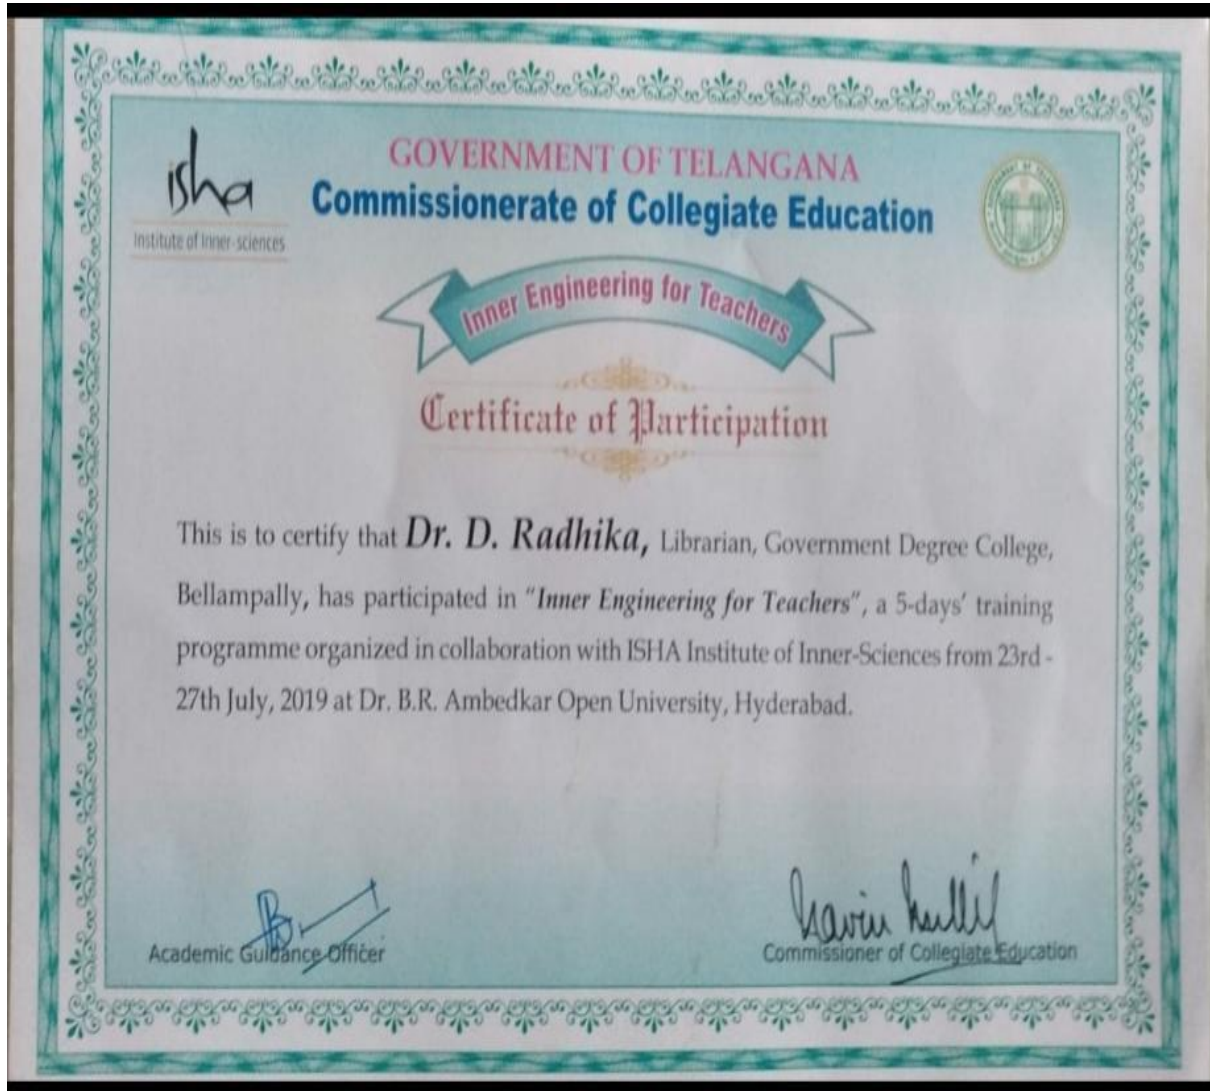 isha
Institute of Inner-sciences
GOVERNMENT OF TELANGANA
Commissionerate of Collegiate Education
Inner Engineering for Teachers
Certificate of Participation
This is to certify that Dr. D. Radhika, Librarian, Government Degree College,
Bellampally, has participated in "Inner Engineering for Teachers", a 5-days' training
programme organized in collaboration with ISHA Institute of Inner-Sciences from 23rd -
27th July, 2019 at Dr. B.R. Ambedkar Open University, Hyderabad.
Academic Guidance Officer
Commissioner of Collegiate Education